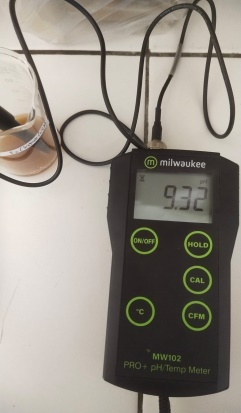 milwaukee
9.32
ON/OFF
HOLD
CAL
°C
CFM
MW102
PRO+ pH/Temp Meter